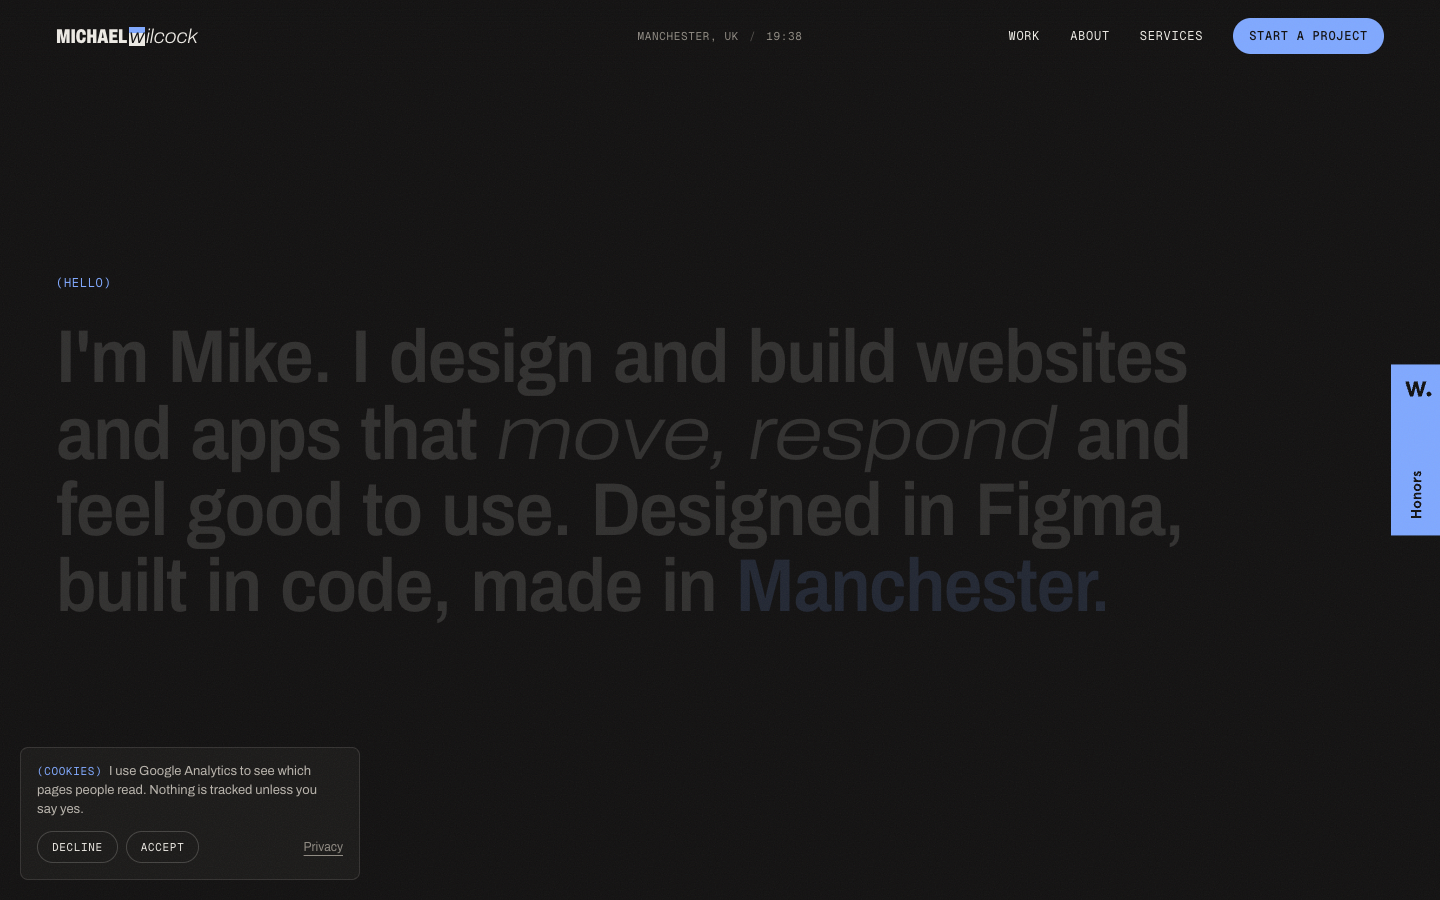 MICHAELwilcock
MANCHESTER, UK / 19:38
WORK
ABOUT
SERVICES
START A PROJECT
(HELLO)
I'm Mike. I design and build websites
and apps that move, respond and
feel good to use. Designed in Figma,
built in code, made in Manchester.
W.
Honors
(COOKIES) I use Google Analytics to see which
pages people read. Nothing is tracked unless you
say yes.
DECLINE
ACCEPT
Privacy